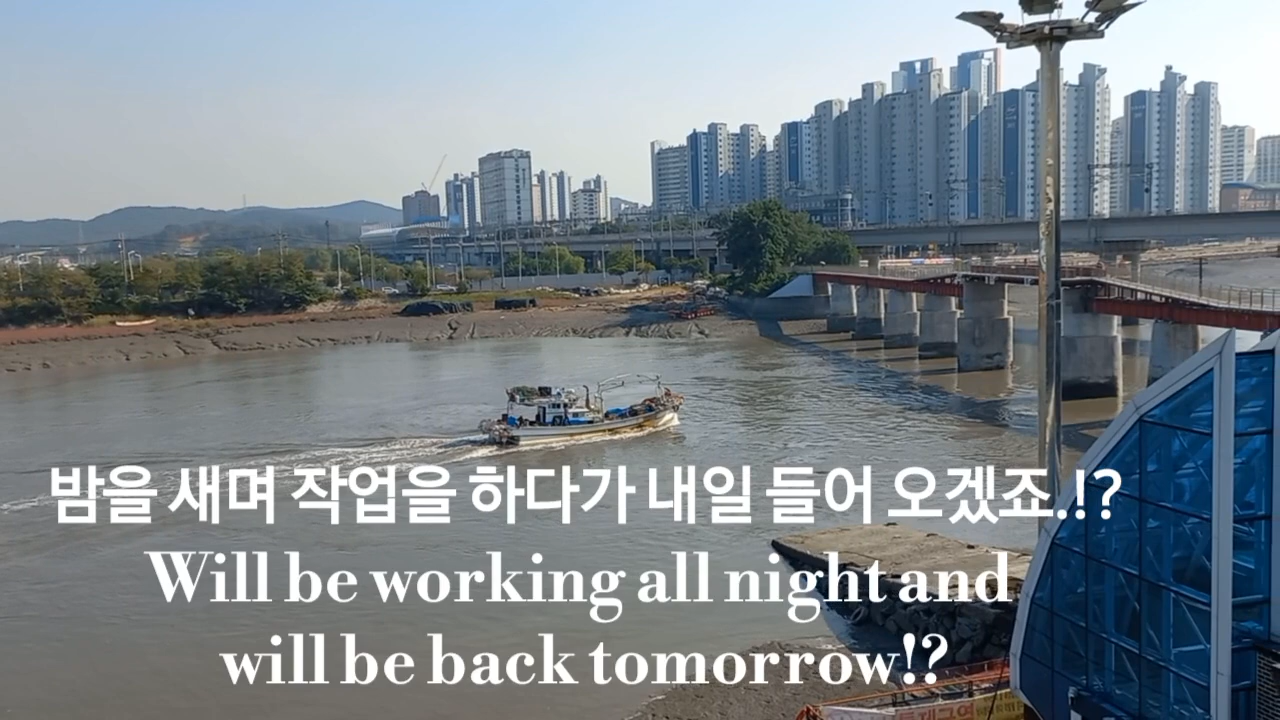 밤을 새며 작업을 하다가 내일 들어 오겠죠.!?
Will be working all night and
will be back tomorrow!?